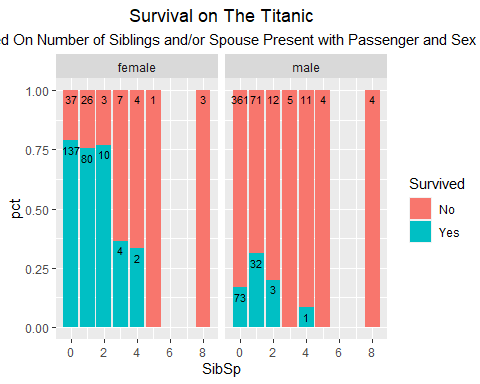 Survival on The Titanic
ed On Number of Siblings and/or Spouse Present with Passenger and Sex
female male
1.00 0.75 0.50 0.25 0.00
pct
37 26 3 7 4 1 3
137 80 10 4 2
361 71 12 5 11 4 4
73 32 3 1
0 2 4 6 8 0 2 4 6 8
SibSp
Survived
No
Yes